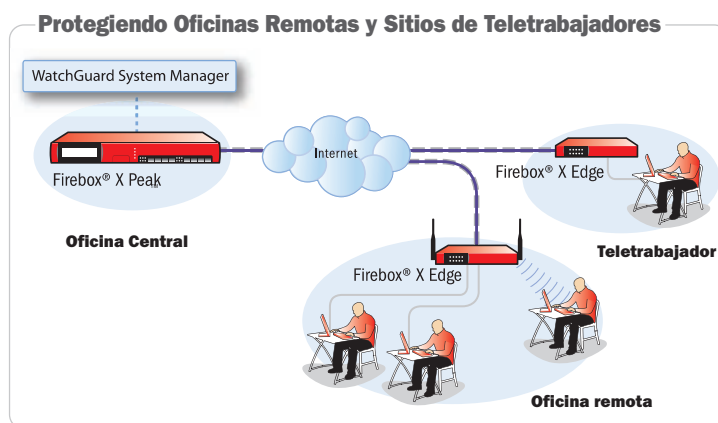 Protegiendo Oficinas Remotas y Sitios de Teletrabajadores
WatchGuard System Manager
Internet
Firebox® X Peak
Firebox® X Edge
Oficina Central
Teletrabajador
Firebox® X Edge
Oficina remota